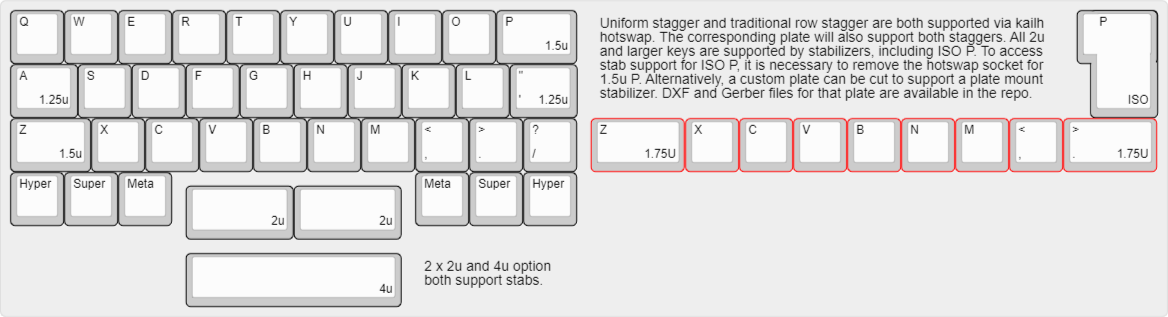 Q W E R T Y U I O P
1.5u
A S D F G H J K L "
1.25u ' 1.25u
Z X C V B N M < > ?
1.5u , . /
Hyper Super Meta Meta Super Hyper
2u 2u
4u
2 x 2u and 4u option
both support stabs.
Uniform stagger and traditional row stagger are both supported via kailh
hotswap. The corresponding plate will also support both staggers. All 2u
and larger keys are supported by stabilizers, including ISO P. To access
stab support for ISO P, it is necessary to remove the hotswap socket for
1.5u P. Alternatively, a custom plate can be cut to support a plate mount
stabilizer. DXF and Gerber files for that plate are available in the repo.
P
ISO
Z X C V B N M < >
1.75U , . 1.75U